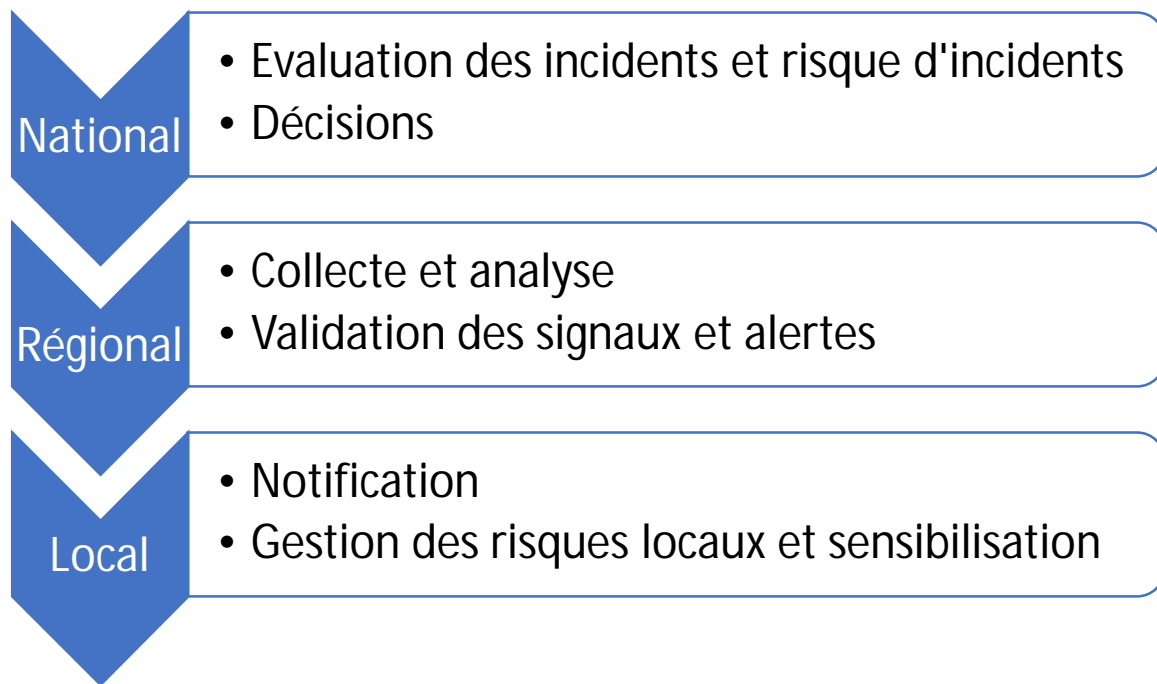 National
• Evaluation des incidents et risque d'incidents
• Décisions
Régional
• Collecte et analyse
• Validation des signaux et alertes
Local
• Notification
• Gestion des risques locaux et sensibilisation